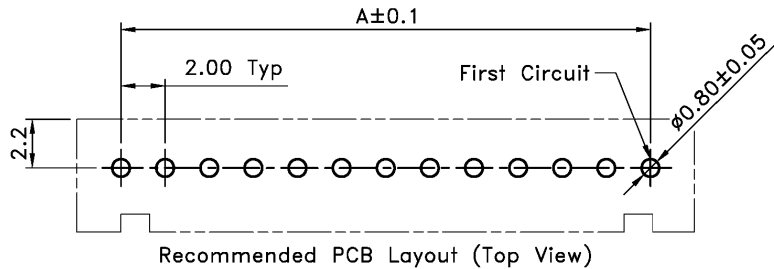 A±0.1
2.00 Typ
First Circuit
ø0.80±0.05
2.2
Recommended PCB Layout (Top View)